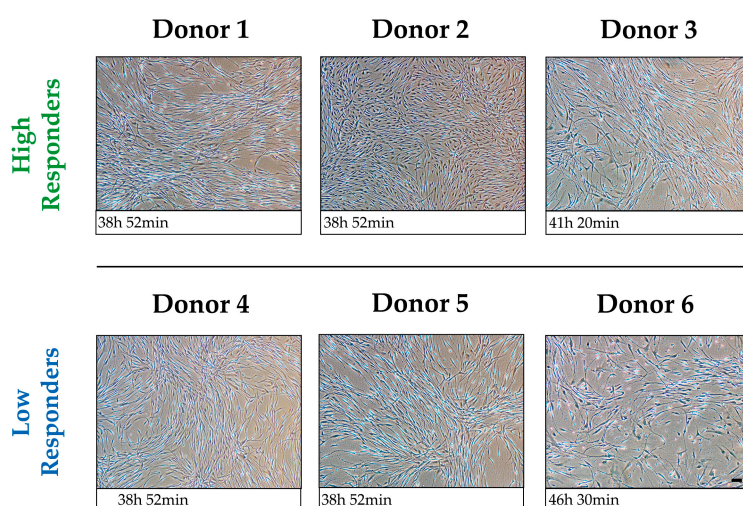 Donor 1
Donor 2
Donor 3
High
Responders
38h 52min
38h 52min
41h 20min
Donor 4
Donor 5
Donor 6
Low
Responders
38h 52min
38h 52min
46h 30min